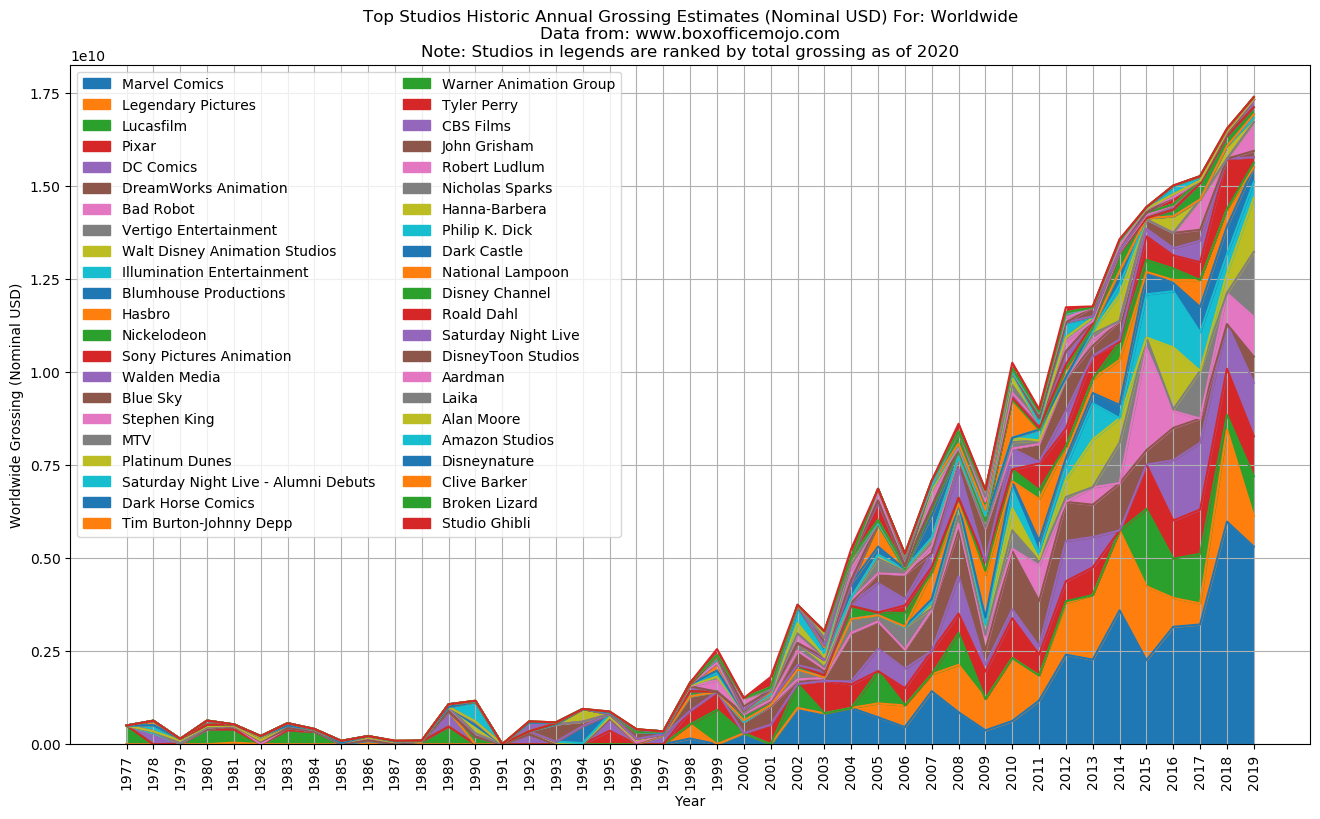 Top Studios Historic Annual Grossing Estimates (Nominal USD) For: Worldwide
Data from: www.boxofficemojo.com
Note: Studios in legends are ranked by total grossing as of 2020
1e10
Marvel Comics
Legendary Pictures
Lucasfilm
Pixar
DC Comics
DreamWorks Animation
Bad Robot
Vertigo Entertainment
Walt Disney Animation Studios
Illumination Entertainment
Blumhouse Productions
Hasbro
Nickelodeon
Sony Pictures Animation
Walden Media
Blue Sky
Stephen King
MTV
Platinum Dunes
Saturday Night Live - Alumni Debuts
Dark Horse Comics
Tim Burton-Johnny Depp
Warner Animation Group
Tyler Perry
CBS Films
John Grisham
Robert Ludlum
Nicholas Sparks
Hanna-Barbera
Philip K. Dick
Dark Castle
National Lampoon
Disney Channel
Roald Dahl
Saturday Night Live
DisneyToon Studios
Aardman
Laika
Alan Moore
Amazon Studios
Disneynature
Clive Barker
Broken Lizard
Studio Ghibli
Worldwide Grossing (Nominal USD)
1.75
1.50
1.25
1.00
0.75
0.50
0.25
0.00
1977
1978
1979
1980
1981
1982
1983
1984
1985
1986
1987
1988
1989
1990
1991
1992
1993
1994
1995
1996
1997
1998
1999
2000
2001
2002
2003
2004
2005
2006
2007
2008
2009
2010
2011
2012
2013
2014
2015
2016
2017
2018
2019
Year